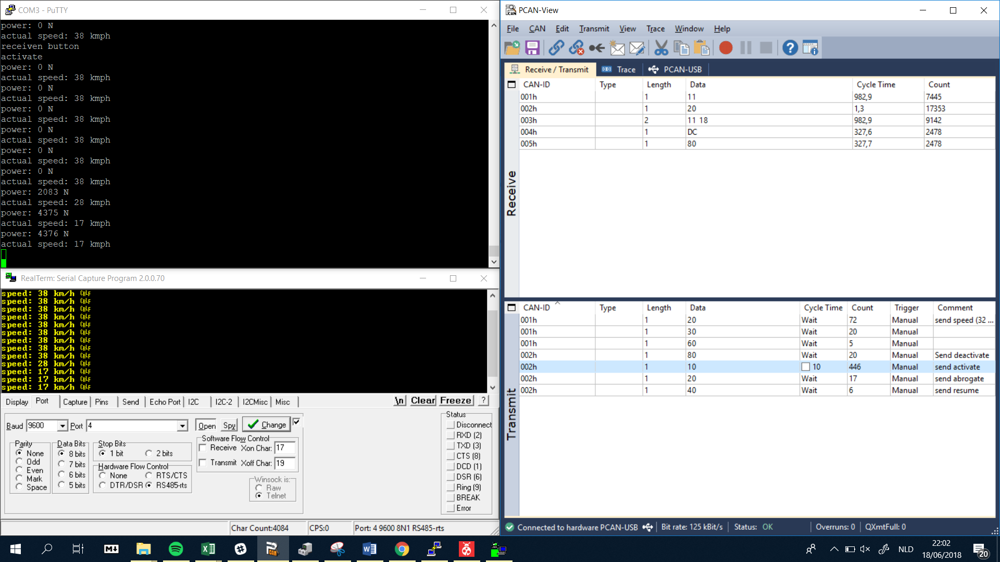 COM3 - PuTTY
power: 0 N
actual speed: 38 kmph
receiven button
activate
power: 0 N
actual speed: 38 kmph
power: 0 N
actual speed: 38 kmph
power: 0 N
actual speed: 38 kmph
power: 0 N
actual speed: 38 kmph
power: 0 N
actual speed: 38 kmph
power: 0 N
actual speed: 38 kmph
power: 2083 N
actual speed: 28 kmph
power: 4375 N
actual speed: 17 kmph
power: 4376 N
actual speed: 17 kmph
RealTerm: Serial Capture Program 2.0.0.70
speed: 38 km/h CRLF
speed: 38 km/h CRLF
speed: 38 km/h CRLF
speed: 38 km/h CRLF
speed: 38 km/h CRLF
speed: 38 km/h CRLF
speed: 38 km/h CRLF
speed: 38 km/h CRLF
speed: 38 km/h CRLF
speed: 28 km/h CRLF
speed: 17 km/h CRLF
speed: 17 km/h CRLF
speed: 17 km/h CRLF
Display Port Capture Pins Send Echo Port I2C I2C-2 I2CMisc Misc \n Clear Freeze ?
Baud 9600 Port 4 Open Spy Change
Parity
None
Odd
Even
Mark
Space
Data Bits
8 bits
7 bits
6 bits
5 bits
Stop Bits
1 bit 2 bits
Hardware Flow Control
None RTS/CTS
DTR/DSR RS485-rts
Software Flow Control
Receive Xon Char: 17
Transmit Xoff Char: 19
Winsock is:
Raw
Telnet
Status
Disconnect
RXD (2)
TXD (3)
CTS (8)
DCD (1)
DSR (6)
Ring (9)
BREAK
Error
Char Count:4084 CPS:0 Port: 4 9600 8N1 RS485-rts
PCAN-View
File CAN Edit Transmit View Trace Window Help
Receive / Transmit Trace PCAN-USB
Receive
CAN-ID Type Length Data Cycle Time Count
001h 1 11 982,9 7445
002h 1 20 1,3 17353
003h 2 11 18 982,9 9142
004h 1 DC 327,6 2478
005h 1 80 327,7 2478
Transmit
CAN-ID Type Length Data Cycle Time Count Trigger Comment
001h 1 20 Wait 72 Manual send speed (32 ...
001h 1 30 Wait 20 Manual
001h 1 60 Wait 5 Manual
002h 1 80 Wait 20 Manual Send deactivate
002h 1 10 10 446 Manual send activate
002h 1 20 Wait 17 Manual send abrogate
002h 1 40 Wait 6 Manual send resume
Connected to hardware PCAN-USB Bit rate: 125 kBit/s Status: OK Overruns: 0 QXmtFull: 0
NLD
22:02
18/06/2018
20